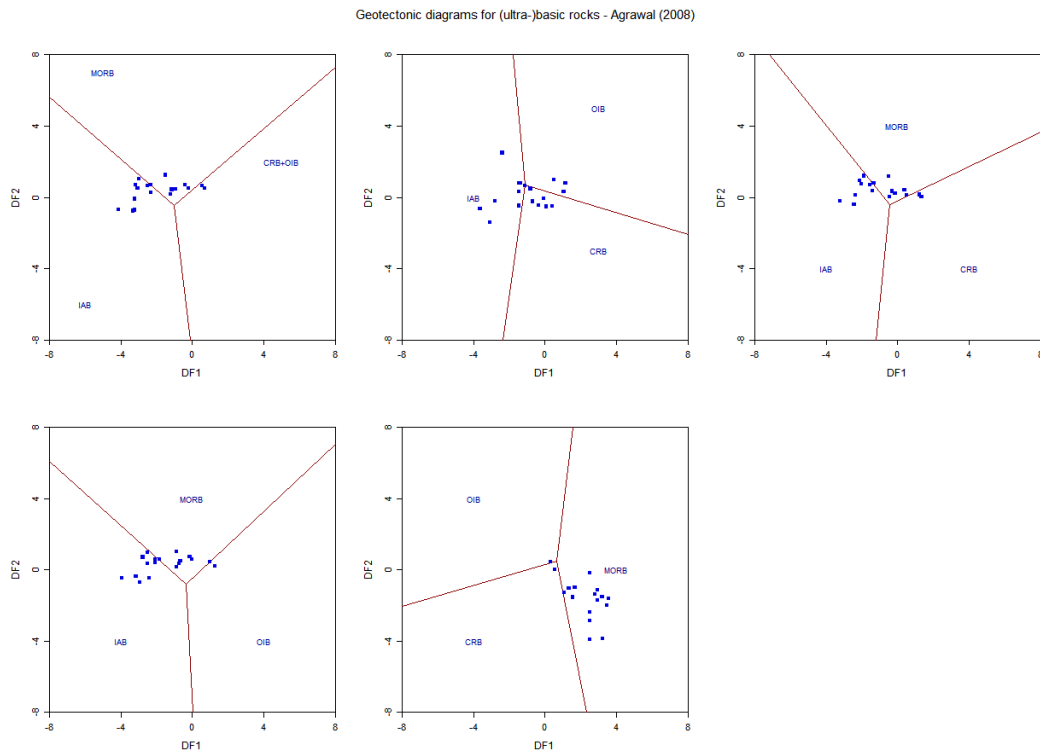 Geotectonic diagrams for (ultra-)basic rocks - Agrawal (2008)
MORB
CRB+OIB
IAB
DF2
8
4
0
-4
-8
-8
-4
0
4
8
DF1
OIB
IAB
CRB
DF2
8
4
0
-4
-8
-8
-4
0
4
8
DF1
MORB
IAB
CRB
DF2
8
4
0
-4
-8
-8
-4
0
4
8
DF1
MORB
IAB
OIB
DF2
8
4
0
-4
-8
-8
-4
0
4
8
DF1
OIB
MORB
CRB
DF2
8
4
0
-4
-8
-8
-4
0
4
8
DF1